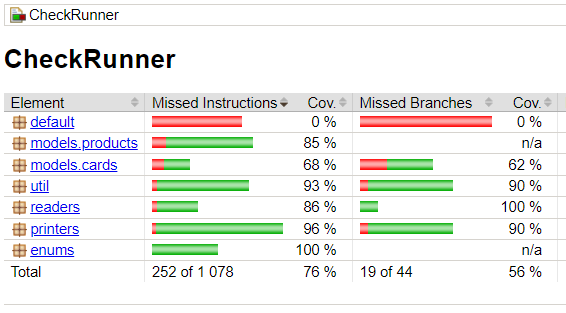 CheckRunner
CheckRunner
Element Missed Instructions Cov. Missed Branches Cov.
default 0 % 0 %
models.products 85 % n/a
models.cards 68 % 62 %
util 93 % 90 %
readers 86 % 100 %
printers 96 % 90 %
enums 100 % n/a
Total 252 of 1 078 76 % 19 of 44 56 %